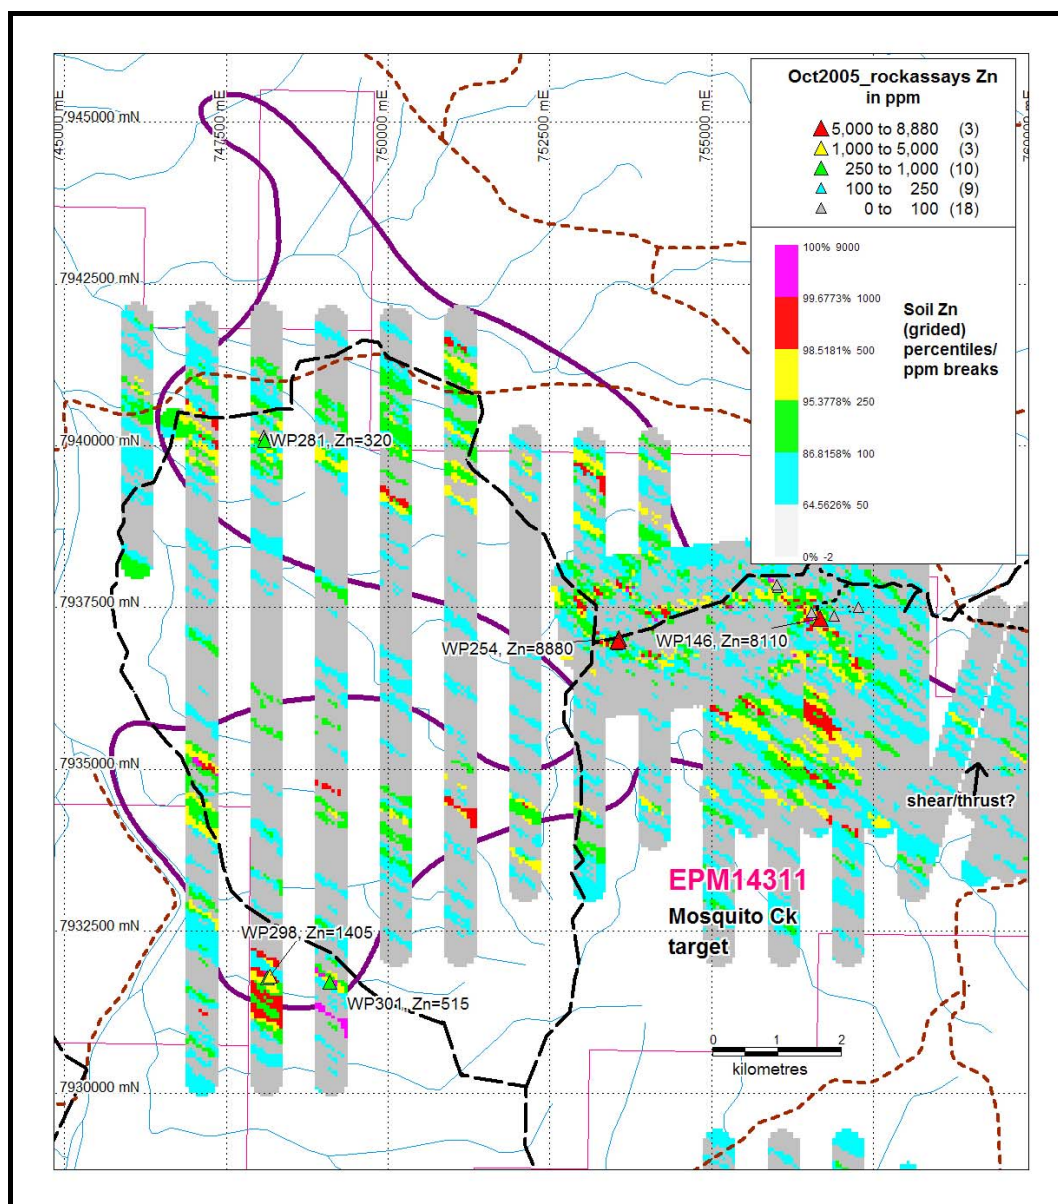 Oct2005_rockassays Zn
in ppm
5,000 to 8,880 (3)
1,000 to 5,000 (3)
250 to 1,000 (10)
100 to 250 (9)
0 to 100 (18)
100% 9000
99.6773% 1000
98.5181% 500
95.3778% 250
86.8158% 100
64.5626% 50
0% -2
Soil Zn
(grided)
percentiles/
ppm breaks
745000 mE
747500 mE
750000 mE
752500 mE
755000 mE
7945000 mN
7942500 mN
7940000 mN
7937500 mN
7935000 mN
7932500 mN
7930000 mN
WP281, Zn=320
WP254, Zn=8880
WP146, Zn=8110
shear/thrust?
EPM14311
Mosquito Ck
target
WP298, Zn=1405
WP301, Zn=515
0 1 2
kilometres